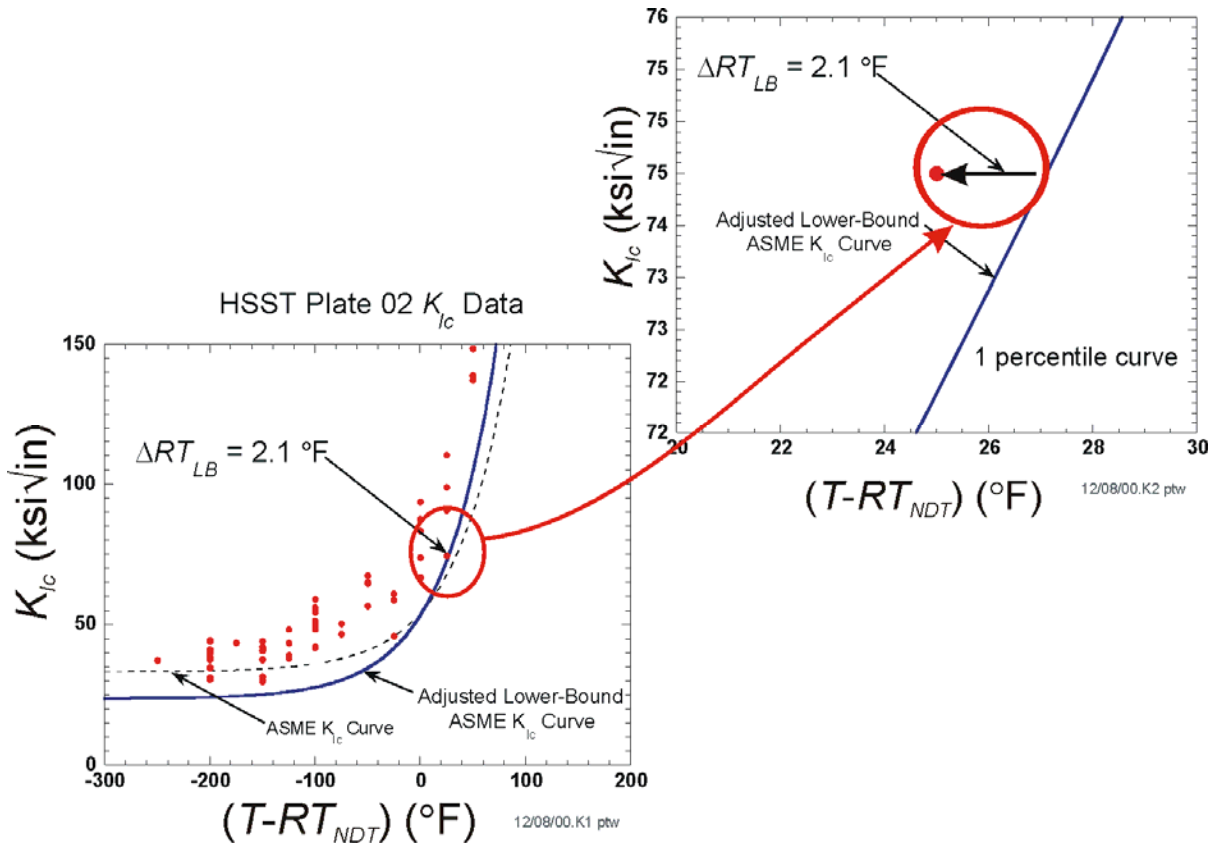 HSST Plate 02 K_Ic Data
150
100
50
0
-300
-200
-100
0
100
200
K_Ic (ksi√in)
(T-RT_NDT) (°F)
ΔRT_LB = 2.1 °F
ASME K_Ic Curve
Adjusted Lower-Bound
ASME K_Ic Curve
12/08/00.K1 ptw
76
75
75
75
74
73
73
72
72
20
22
24
26
28
30
K_Ic (ksi√in)
(T-RT_NDT) (°F)
ΔRT_LB = 2.1 °F
Adjusted Lower-Bound
ASME K_Ic Curve
1 percentile curve
12/08/00.K2 ptw